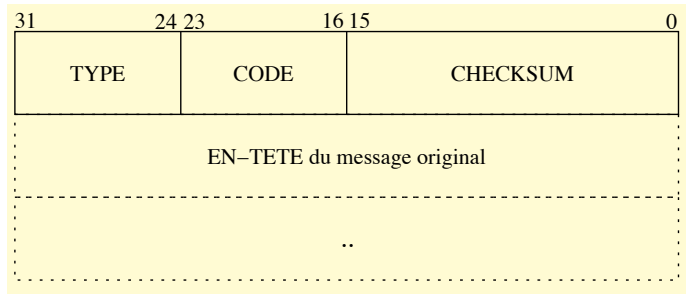 31 24 23 16 15 0
TYPE CODE CHECKSUM
EN−TETE du message original
..